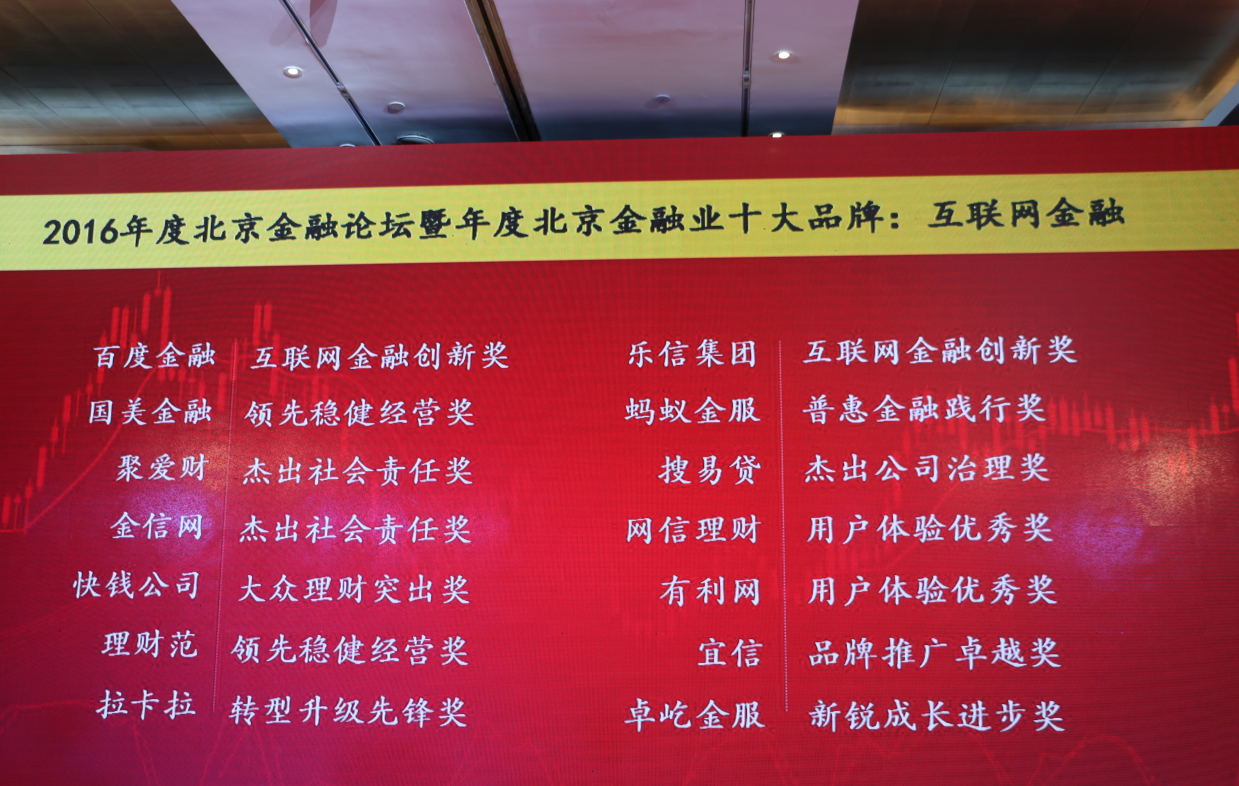 2016年度北京金融论坛暨年度北京金融业十大品牌：互联网金融
百度金融 互联网金融创新奖
国美金融 领先稳健经营奖
聚爱财 杰出社会责任奖
金信网 杰出社会责任奖
快钱公司 大众理财突出奖
理财范 领先稳健经营奖
拉卡拉 转型升级先锋奖
乐信集团 互联网金融创新奖
蚂蚁金服 普惠金融践行奖
搜易贷 杰出公司治理奖
网信理财 用户体验优秀奖
有利网 用户体验优秀奖
宜信 品牌推广卓越奖
卓屹金服 新锐成长进步奖